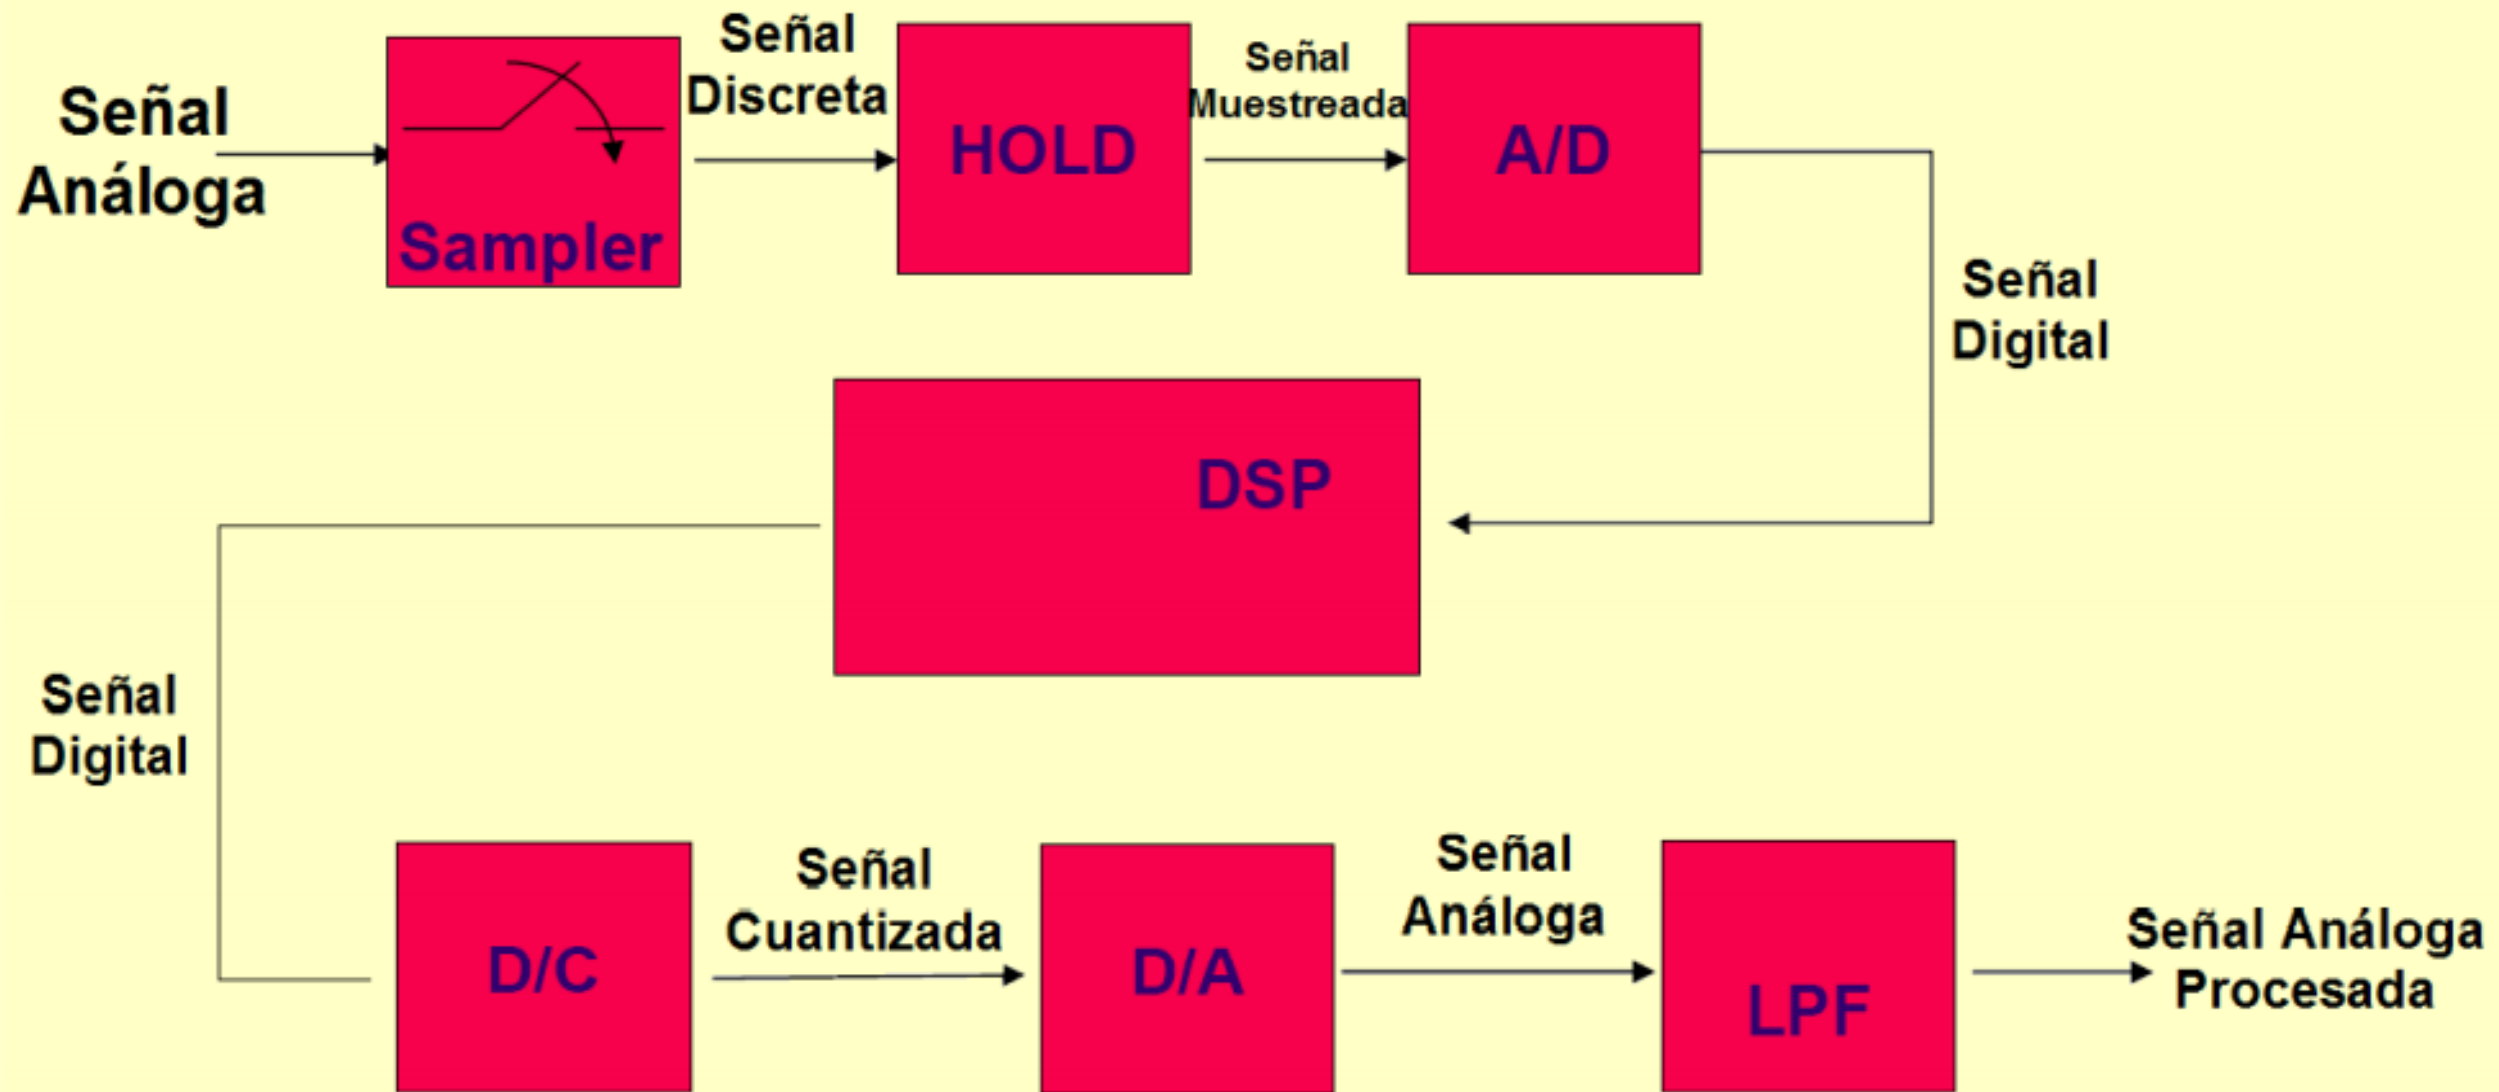 Señal
Análoga
Sampler
Señal
Discreta
HOLD
Señal
Muestreada
A/D
Señal
Digital
DSP
Señal
Digital
D/C
Señal
Cuantizada
D/A
Señal
Análoga
LPF
Señal Análoga
Procesada